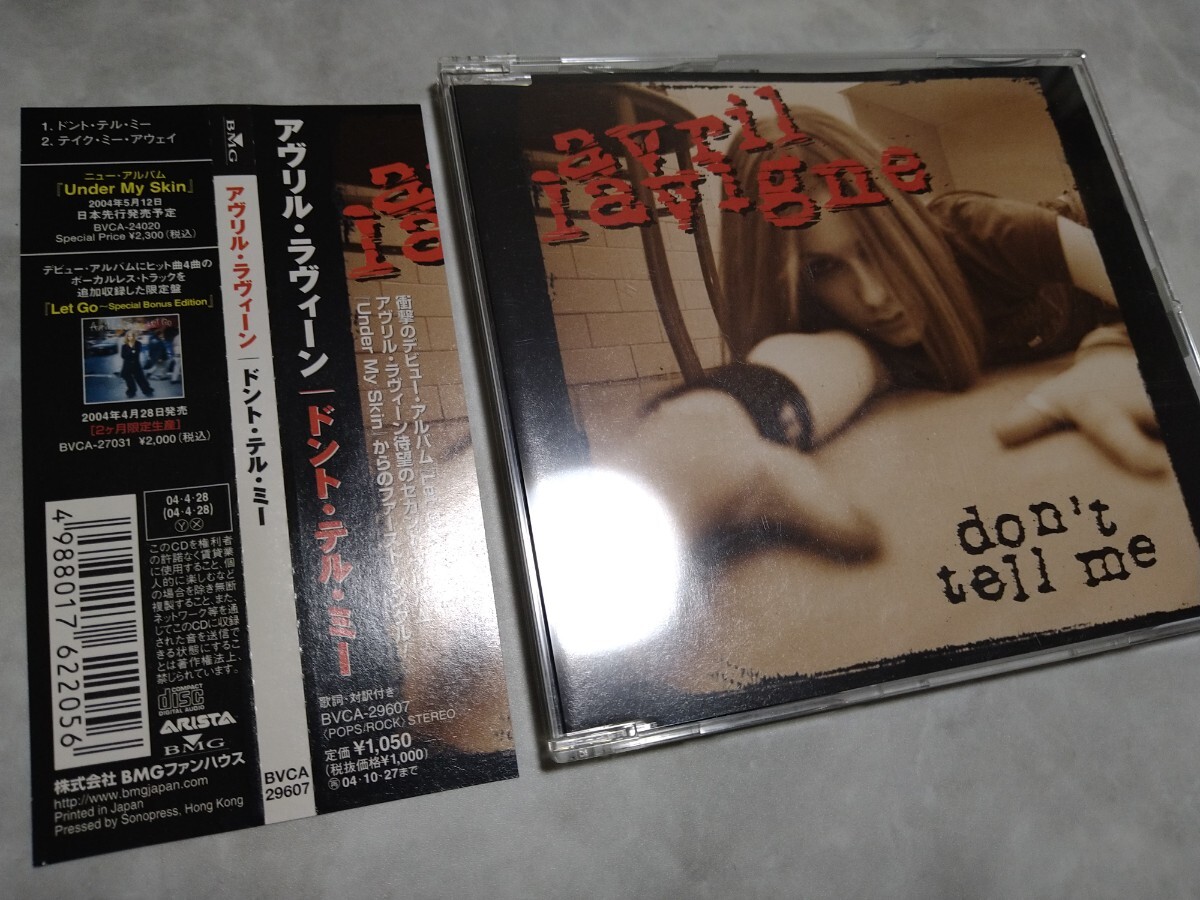 1. ドント・テル・ミー
2. テイク・ミー・アウェイ
ニュー・アルバム
『Under My Skin』
2004年5月12日
日本先行発売予定
BVCA-24020
Special Price ¥2,300(税込)
デビュー・アルバムにヒット曲4曲の
ボーカルレス・トラックを
追加収録した限定盤
『Let Go~Special Bonus Edition』
2004年4月28日発売
[2ヶ月限定生産]
BVCA-27031 ¥2,000(税込)
4988017622056
04・4・28
(04・4・28)
Ⓨ Ⓧ
このCDを権利者
の許諾なく賃貸業
に使用すること、個
人的に楽しむなど
の場合を除き無断
複製すること、また、
ネットワーク等を通
じてこのCDに収録
された音を送信で
きる状態にするこ
とは著作権法上、
禁じられています。
COMPACT
disc
DIGITAL AUDIO
ARISTA
BMG
株式会社 BMGファンハウス
http://www.bmgjapan.com
Printed in Japan
Pressed by Sonopress, Hong Kong
BMG
アヴリル・ラヴィーン|ドント・テル・ミー
BVCA
29607
アヴリル・ラヴィーン|ドント・テル・ミー
衝撃のデビュー・アルバム
アヴリル・ラヴィーン待望のセカンド・
Under My Skin からのファースト・シングル!
歌詞・対訳付き
BVCA-29607
〈POPS/ROCK〉STEREO
定価 ¥1,050
(税抜価格¥1,000)
04・10・27まで
avril
lavigne
don't
tell me